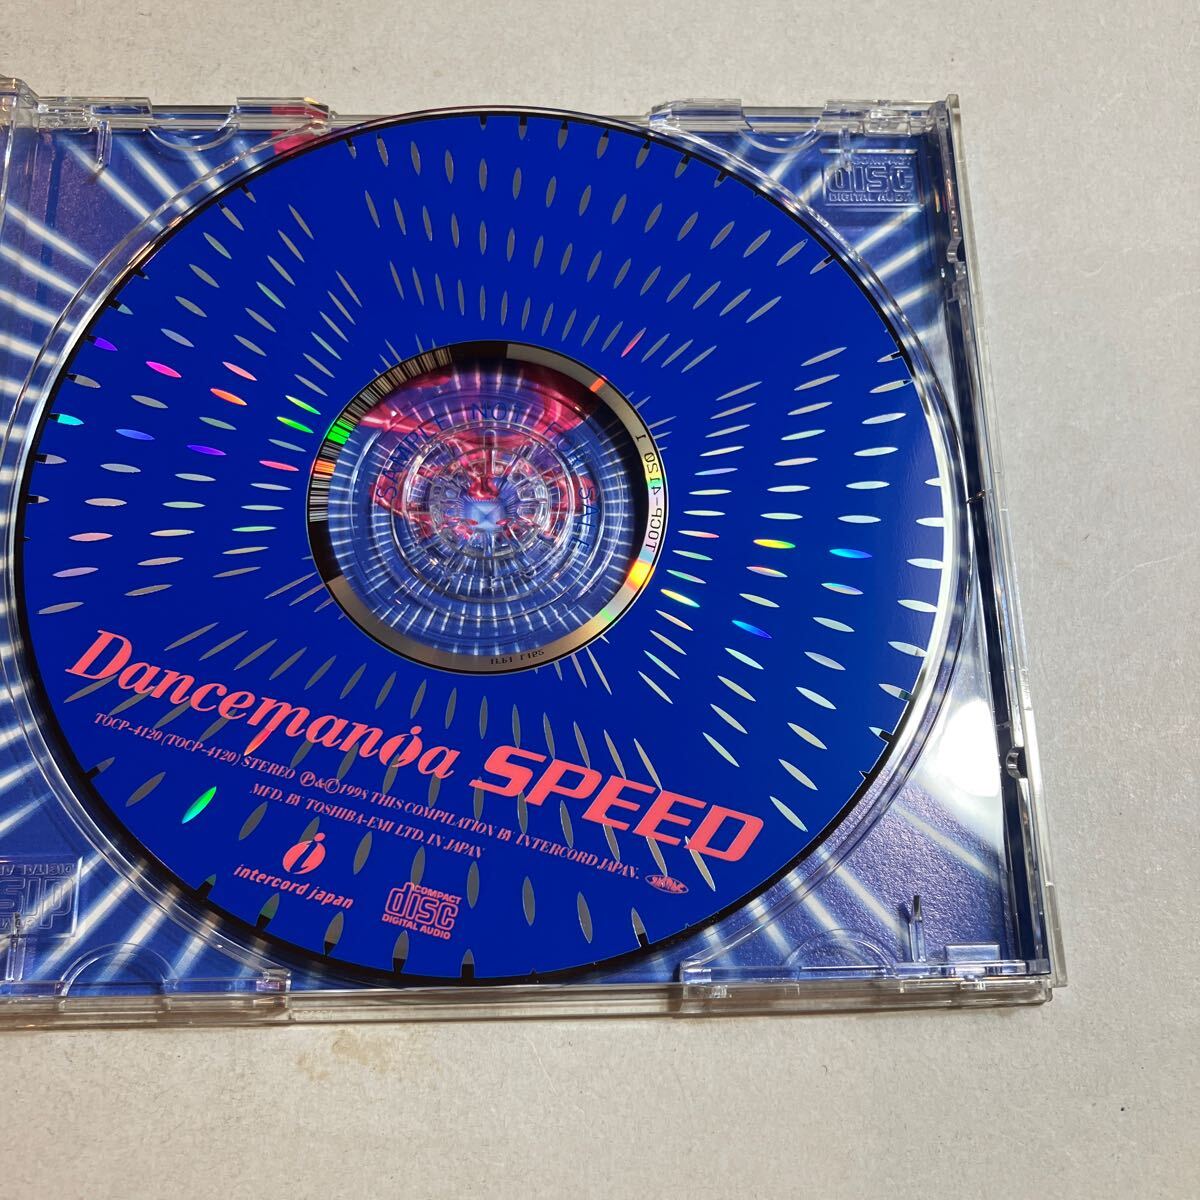 COMPACT
disc
DIGITAL AUDIO
SAMPLE NOT FOR SALE
TOCP-4120 1
Dancemania SPEED
TOCP-4120 (TOCP-4120) STEREO Ⓟ&Ⓒ1998 THIS COMPILATION BY INTERCORD JAPAN.
MFD. BY TOSHIBA-EMI LTD. IN JAPAN
intercord japan
COMPACT
disc
DIGITAL AUDIO